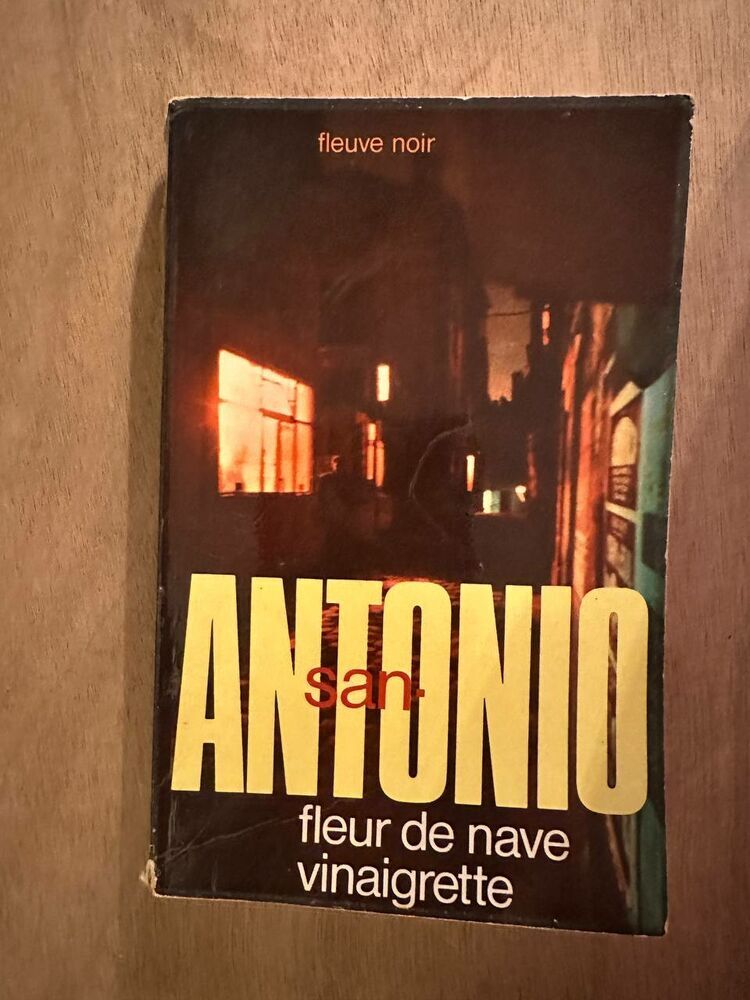 fleuve noir
san-
ANTONIO
fleur de nave
vinaigrette